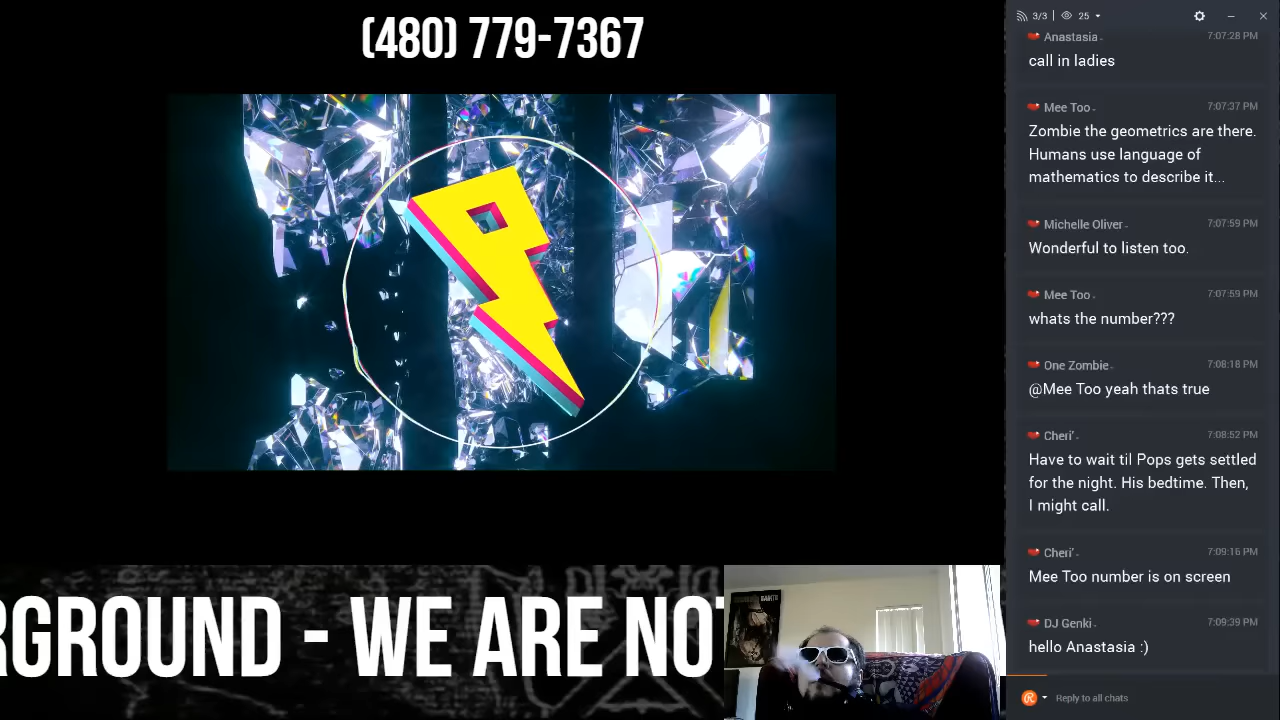 (480) 779-7367
RGROUND - WE ARE NOT
3/3
25
Anastasia
7:07:28 PM
call in ladies
Mee Too
7:07:37 PM
Zombie the geometrics are there.
Humans use language of
mathematics to describe it...
Michelle Oliver
7:07:59 PM
Wonderful to listen too.
Mee Too
7:07:59 PM
whats the number???
One Zombie
7:08:18 PM
@Mee Too yeah thats true
Cheri'
7:08:52 PM
Have to wait til Pops gets settled
for the night. His bedtime. Then,
I might call.
Cheri'
7:09:16 PM
Mee Too number is on screen
DJ Genki
7:09:39 PM
hello Anastasia :)
Reply to all chats